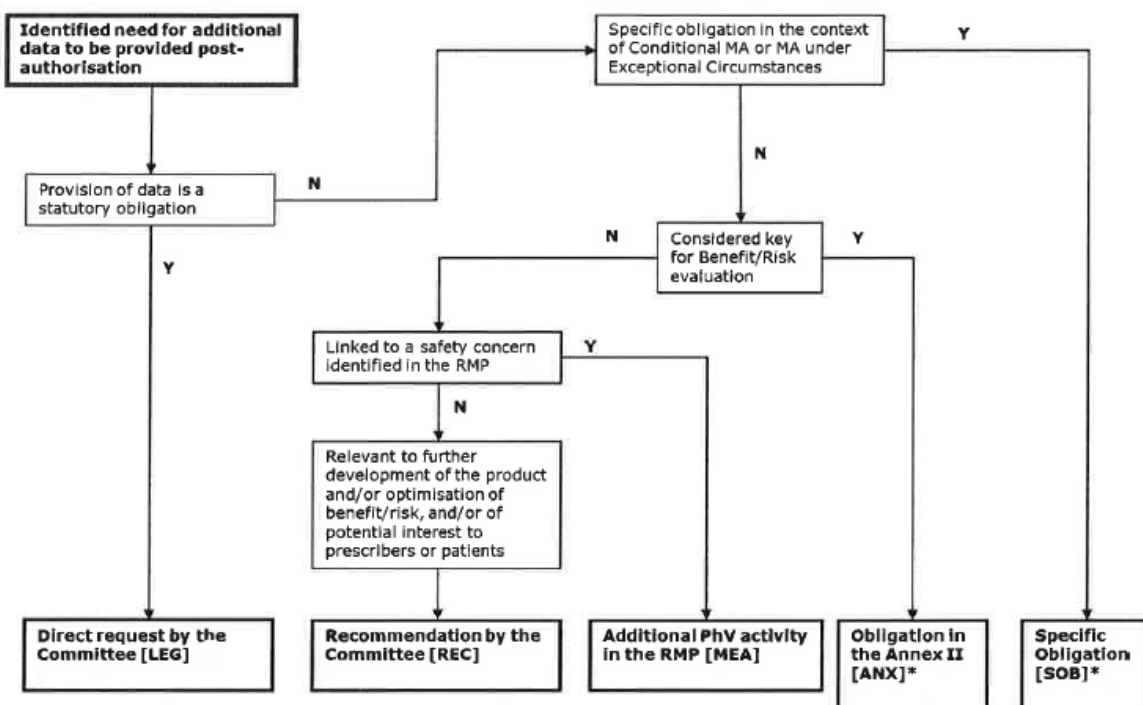 Identified need for additional
data to be provided post-
authorisation
Specific obligation in the context
of Conditional MA or MA under
Exceptional Circumstances
Y
N
Provision of data is a
statutory obligation
N
Y
N
Considered key
for Benefit/Risk
evaluation
Y
Linked to a safety concern
identified in the RMP
Y
N
Relevant to further
development of the product
and/or optimisation of
benefit/risk, and/or of
potential interest to
prescribers or patients
Direct request by the
Committee [LEG]
Recommendation by the
Committee [REC]
Additional PhV activity
in the RMP [MEA]
Obligation in
the Annex II
[ANX]*
Specific
Obligation
[SOB]*